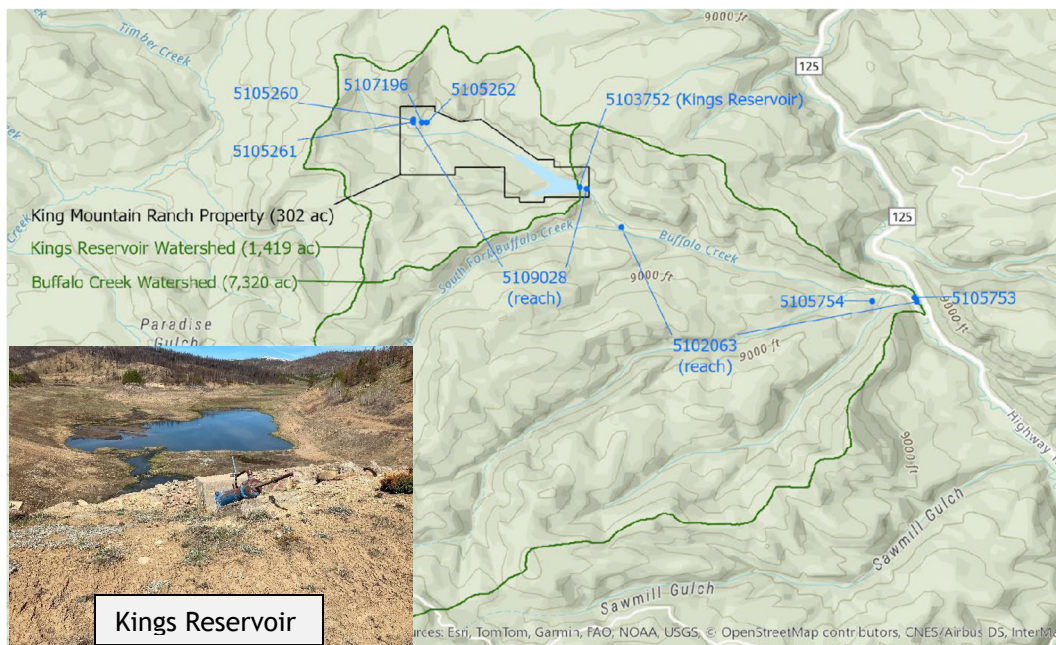 9000 ft
Timber Creek
125
5107196
5105260
5105262
5103752 (Kings Reservoir)
5105261
King Mountain Ranch Property (302 ac)
125
Kings Reservoir Watershed (1,419 ac)
South Fork Buffalo Creek
Buffalo Creek
Buffalo Creek Watershed (7,320 ac)
5109028
(reach)
9000 ft
5105754
5105753
9000 ft
Paradise
Gulch
5102063
(reach)
9000 ft
Highway
9000 ft
Sawmill Gulch
Sawmill Gulch
Kings Reservoir
Esri, TomTom, Garmin, FAO, NOAA, USGS, © OpenStreetMap contributors, CNES/Airbus DS,